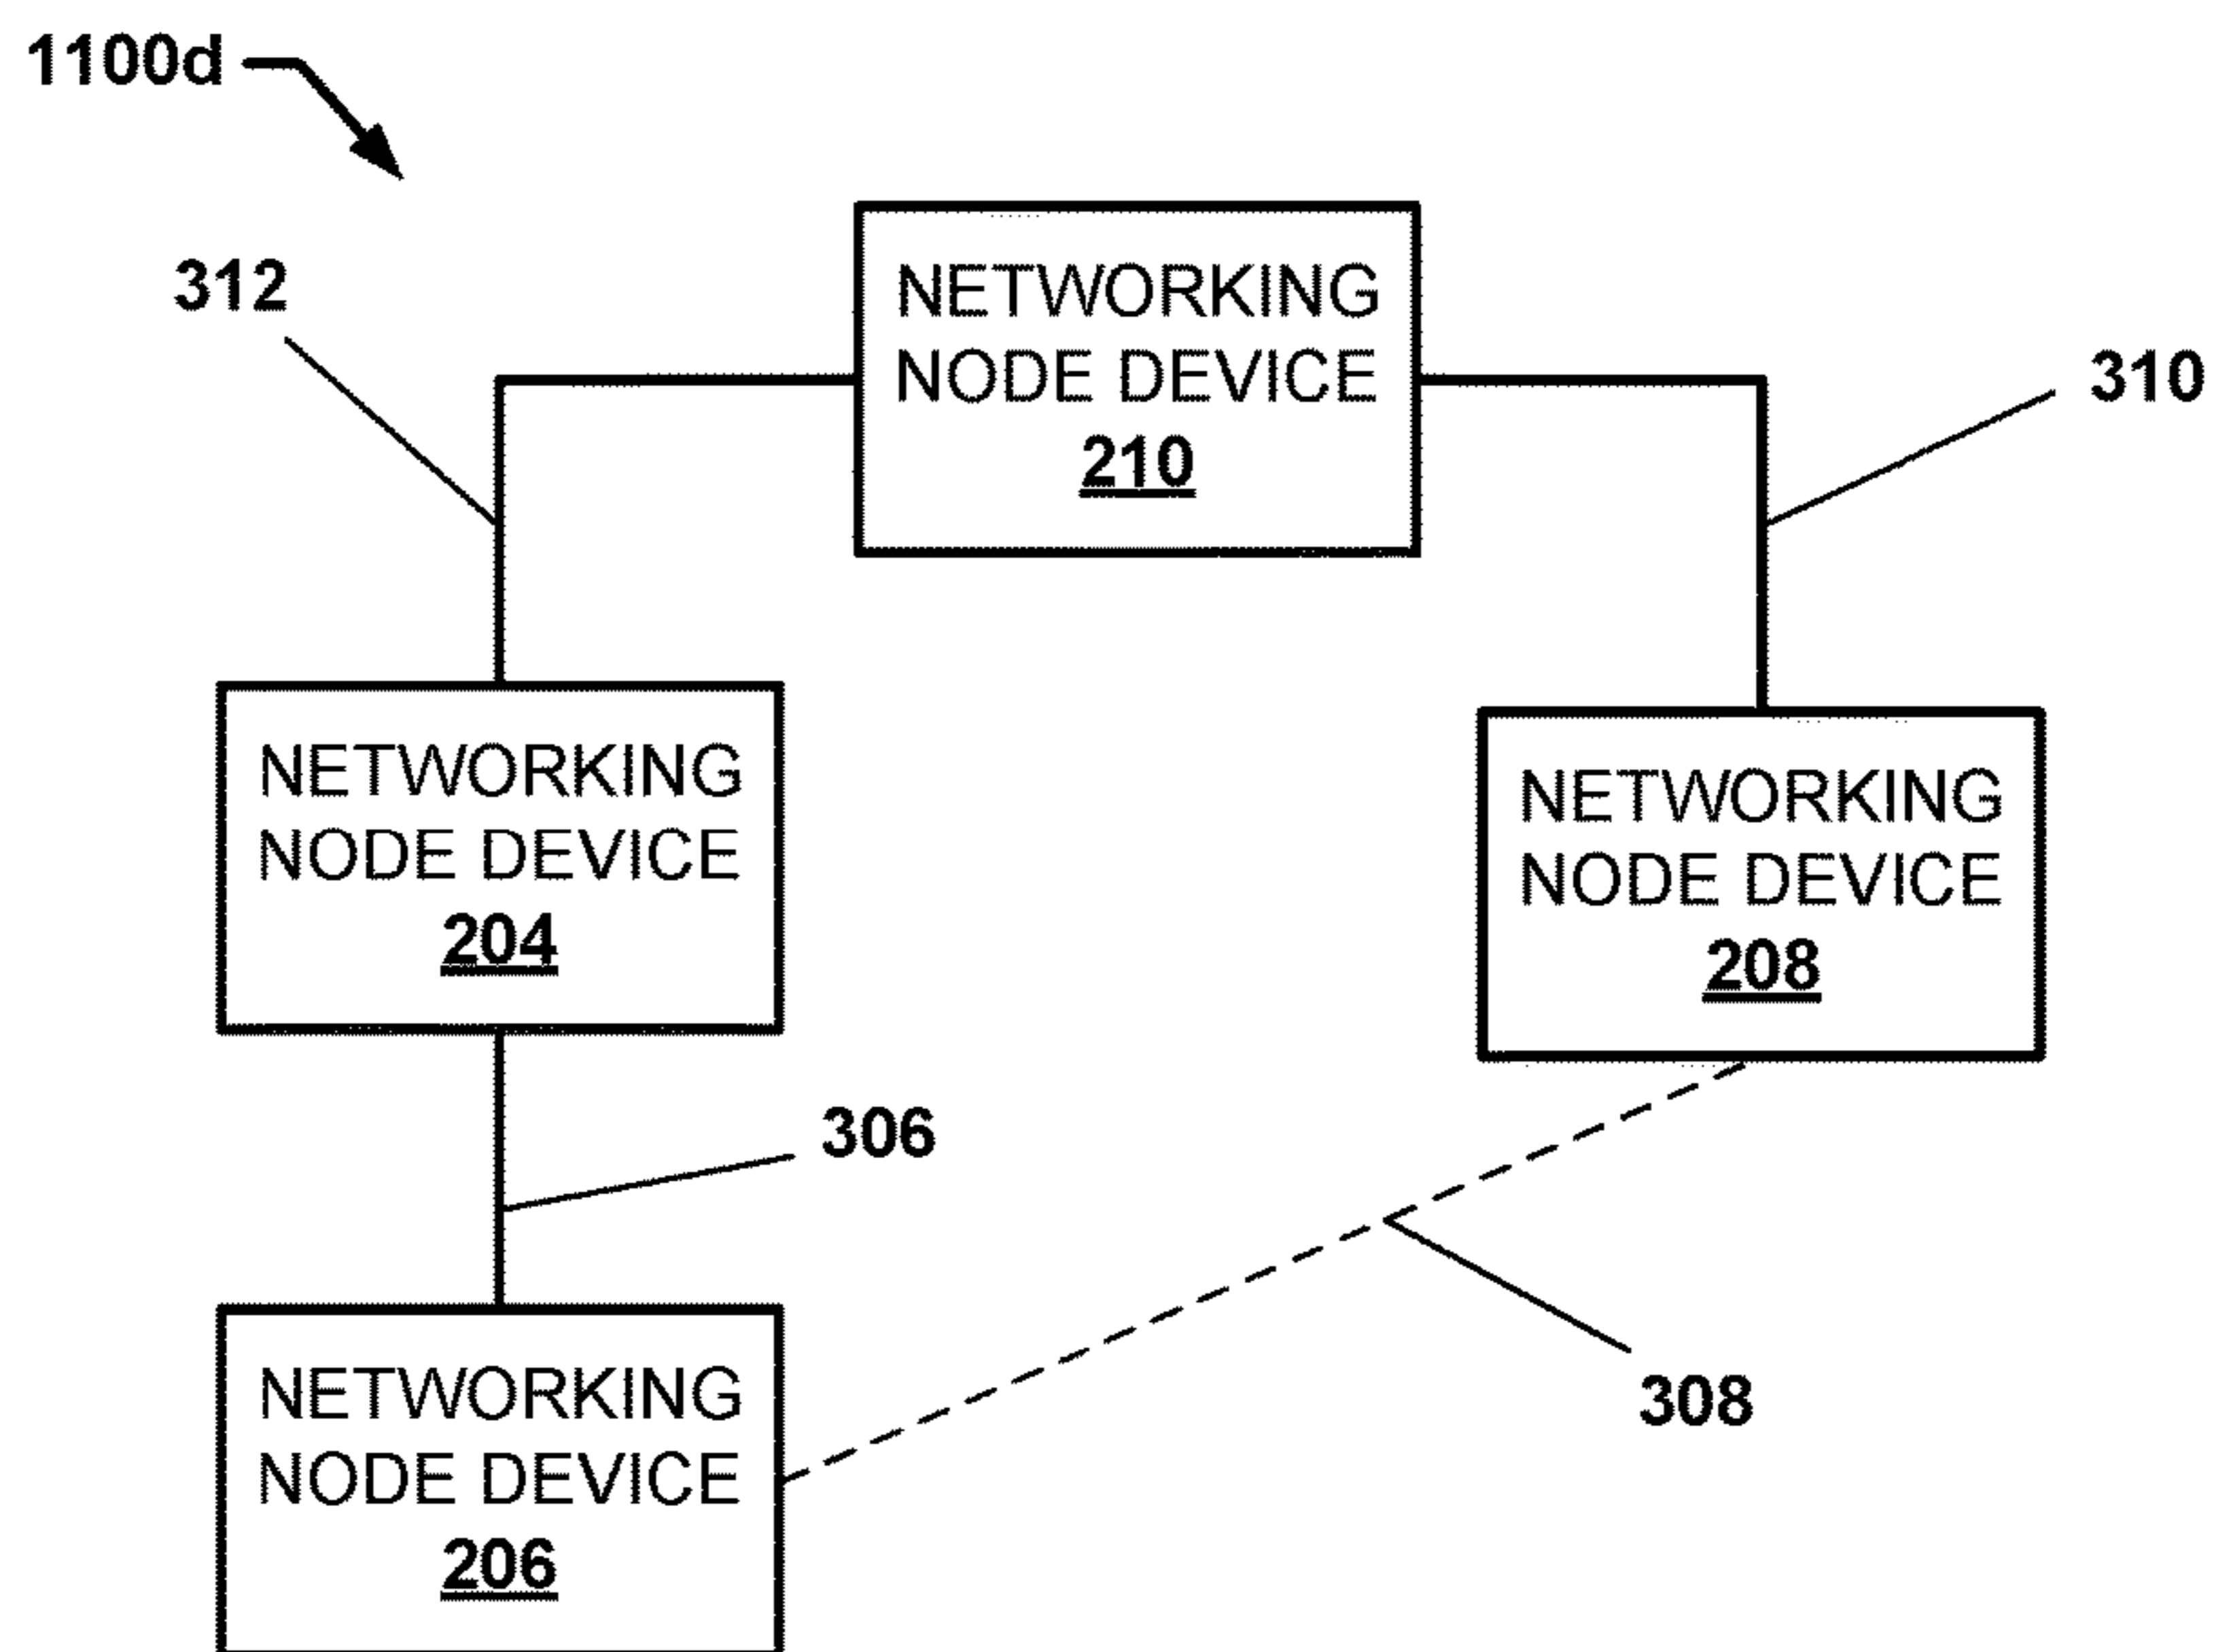 1100d
312
NETWORKING
NODE DEVICE
210
310
NETWORKING
NODE DEVICE
204
NETWORKING
NODE DEVICE
208
306
308
NETWORKING
NODE DEVICE
206